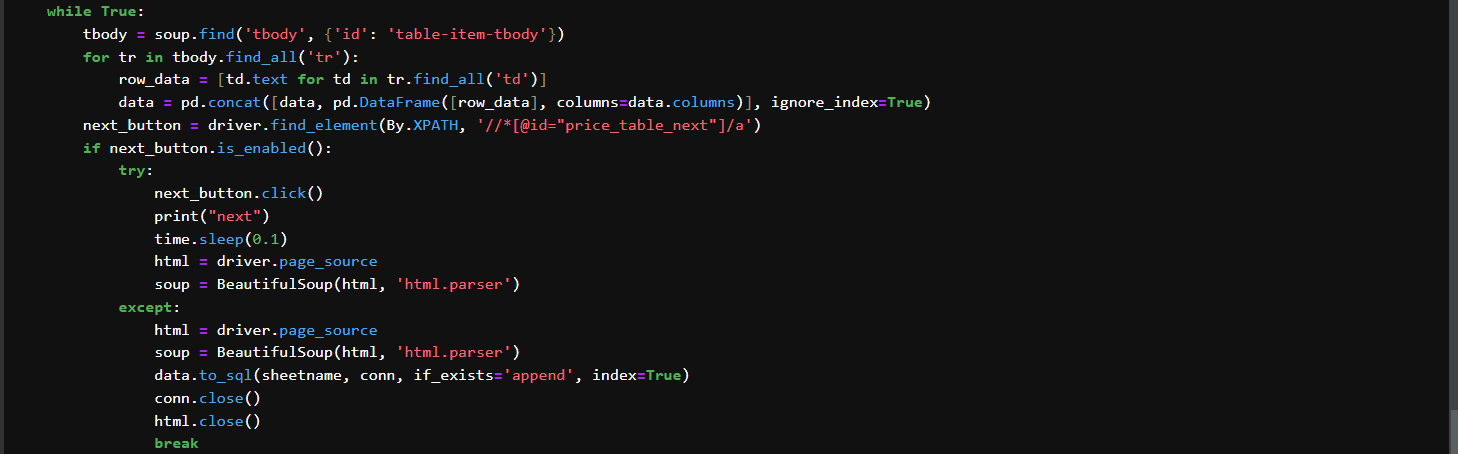 while True:
tbody = soup.find('tbody', {'id': 'table-item-tbody'})
for tr in tbody.find_all('tr'):
row_data = [td.text for td in tr.find_all('td')]
data = pd.concat([data, pd.DataFrame([row_data], columns=data.columns)], ignore_index=True)
next_button = driver.find_element(By.XPATH, '//*[@id="price_table_next"]/a')
if next_button.is_enabled():
try:
next_button.click()
print("next")
time.sleep(0.1)
html = driver.page_source
soup = BeautifulSoup(html, 'html.parser')
except:
html = driver.page_source
soup = BeautifulSoup(html, 'html.parser')
data.to_sql(sheetname, conn, if_exists='append', index=True)
conn.close()
html.close()
break